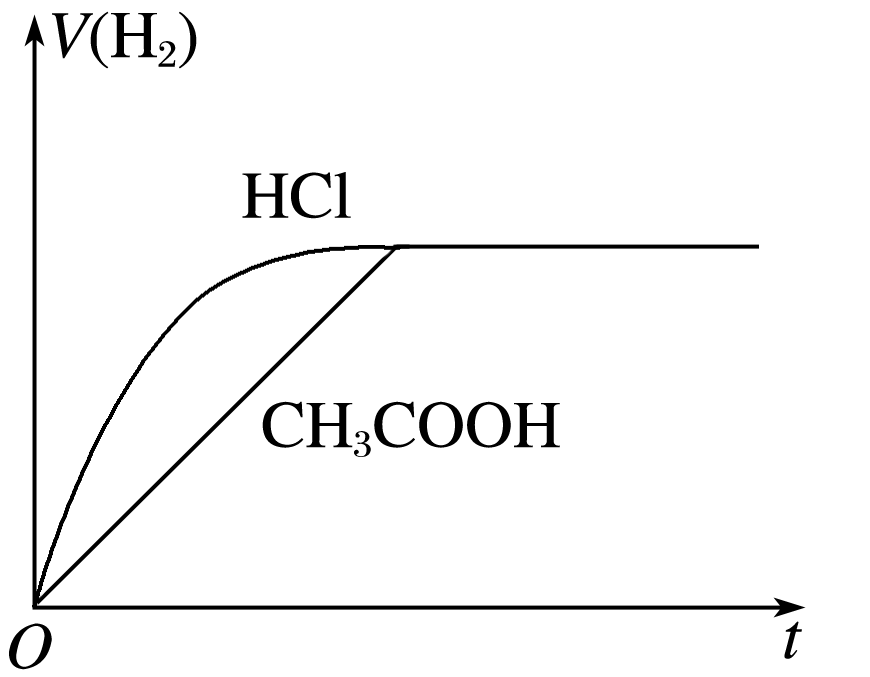 V(H₂)
HCl
CH₃COOH
O
t